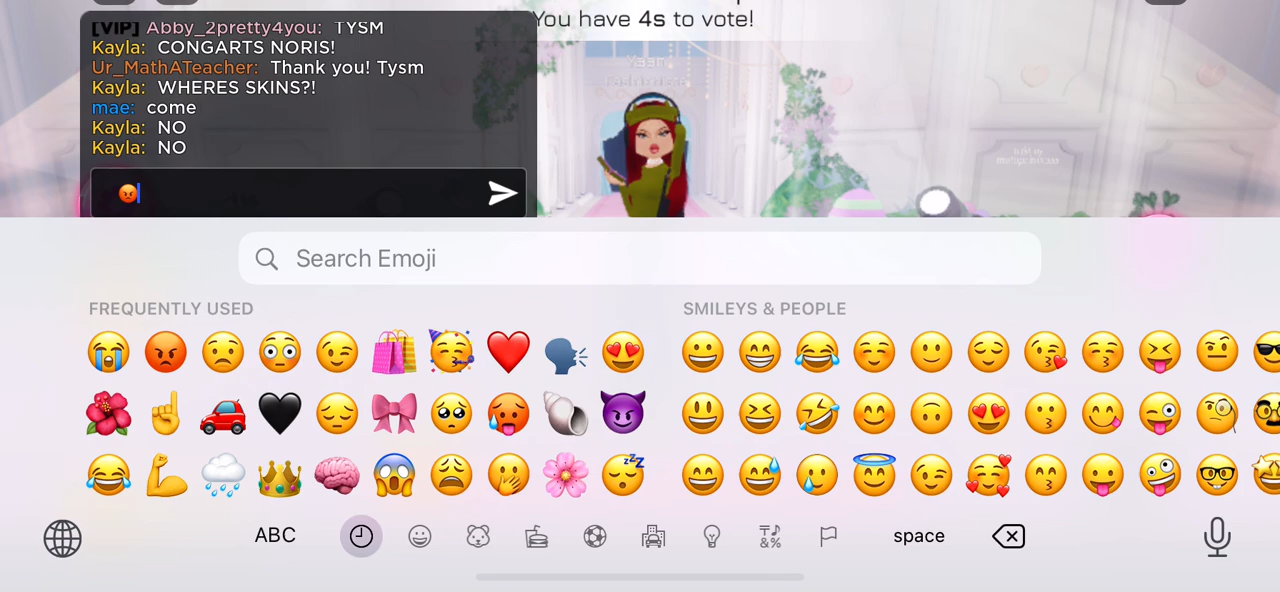 [VIP] Abby_2pretty4you: TYSM
Kayla: CONGARTS NORIS!
Ur_MathATeacher: Thank you! Tysm
Kayla: WHERES SKINS?!
mae: come
Kayla: NO
Kayla: NO
😡
You have 4s to vote!
Search Emoji
FREQUENTLY USED
SMILEYS & PEOPLE
ABC
space